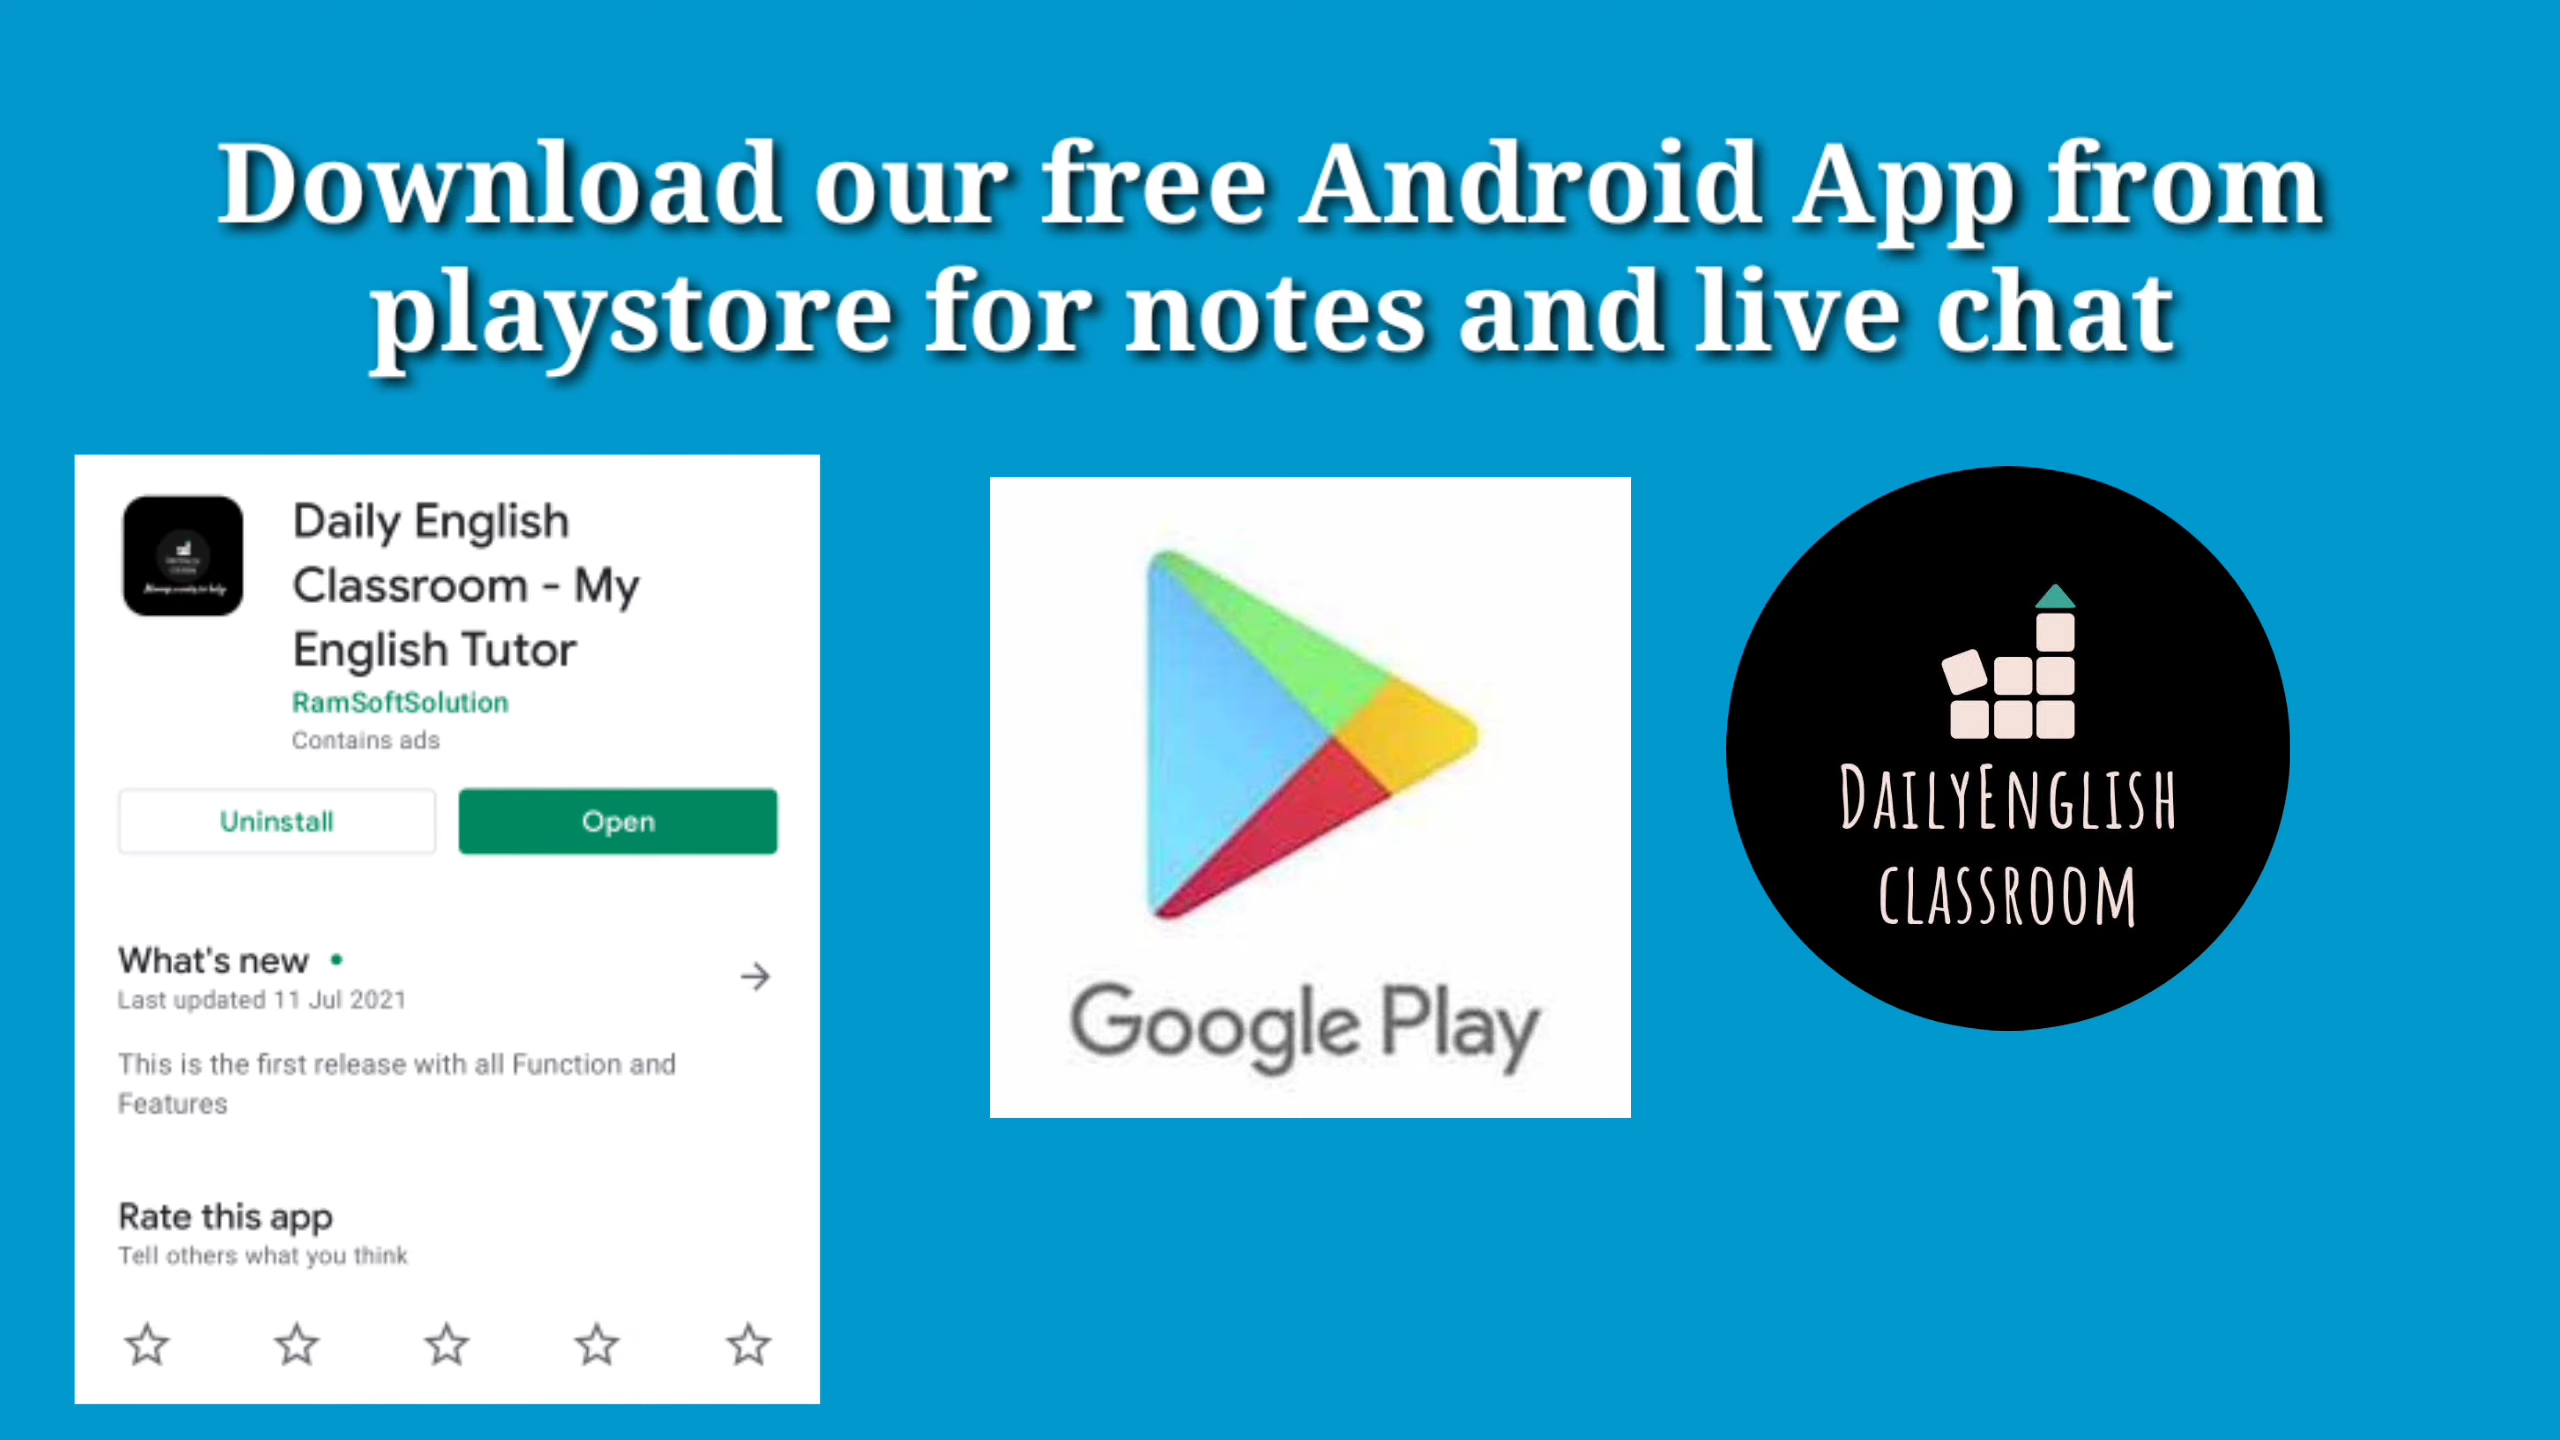 Download our free Android App from
playstore for notes and live chat
Daily English
Classroom - My
English Tutor
RamSoftSolution
Contains ads
Uninstall
Open
What's new
Last updated 11 Jul 2021
This is the first release with all Function and
Features
Rate this app
Tell others what you think
Google Play
DAILYENGLISH
CLASSROOM